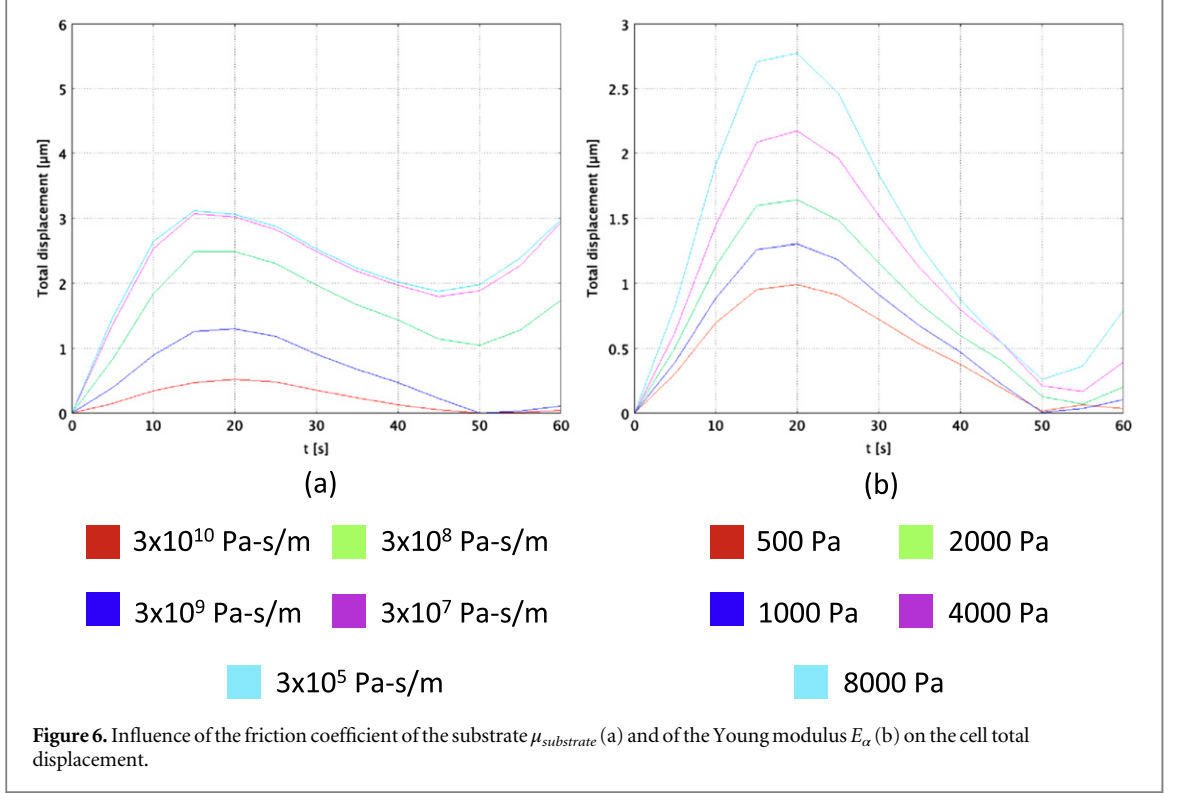 6
5
4
3
2
1
0
Total displacement [µm]
0 10 20 30 40 50 60
t [s]
(a)
3
2.5
2
1.5
1
0.5
0
Total displacement [µm]
0 10 20 30 40 50 60
t [s]
(b)
3x10¹⁰ Pa-s/m 3x10⁸ Pa-s/m
3x10⁹ Pa-s/m 3x10⁷ Pa-s/m
3x10⁵ Pa-s/m
500 Pa 2000 Pa
1000 Pa 4000 Pa
8000 Pa
Figure 6. Influence of the friction coefficient of the substrate μsubstrate (a) and of the Young modulus Eα (b) on the cell total
displacement.